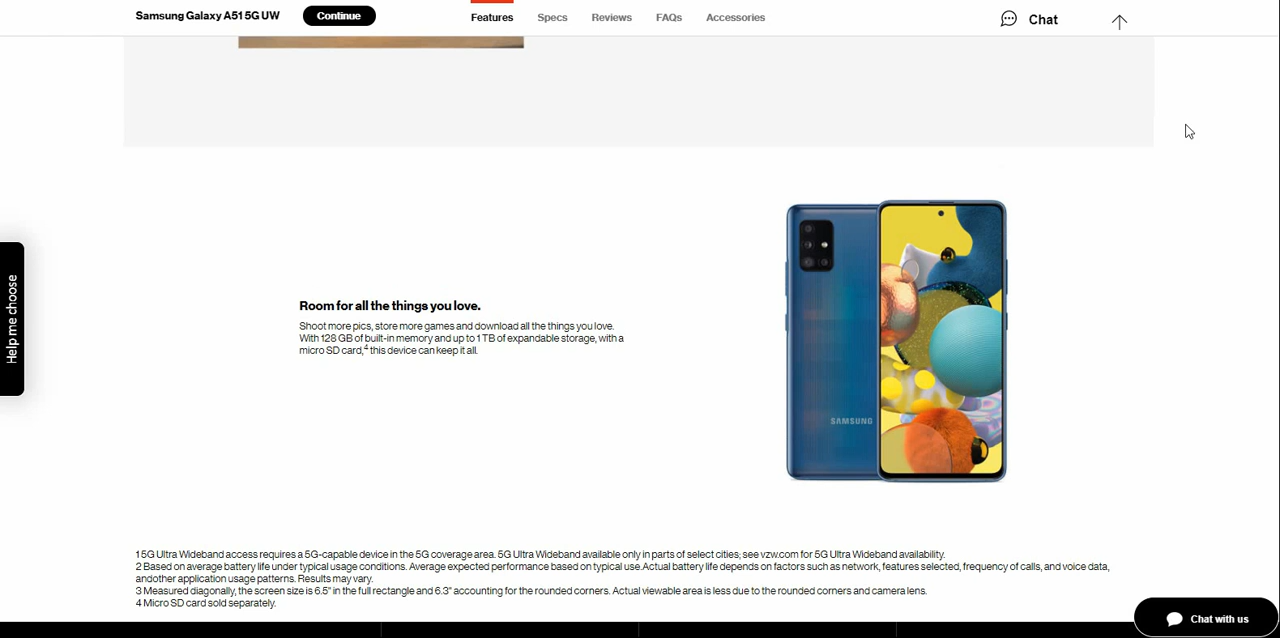 Samsung Galaxy A51 5G UW
Continue
Features
Specs
Reviews
FAQs
Accessories
Chat
Help me choose
Room for all the things you love.
Shoot more pics, store more games and download all the things you love.
With 128 GB of built-in memory and up to 1 TB of expandable storage, with a
micro SD card,4 this device can keep it all.
SAMSUNG
1 5G Ultra Wideband access requires a 5G-capable device in the 5G coverage area. 5G Ultra Wideband available only in parts of select cities; see vzw.com for 5G Ultra Wideband availability.
2 Based on average battery life under typical usage conditions. Average expected performance based on typical use.Actual battery life depends on factors such as network, features selected, frequency of calls, and voice data,
andother application usage patterns. Results may vary.
3 Measured diagonally, the screen size is 6.5" in the full rectangle and 6.3" accounting for the rounded corners. Actual viewable area is less due to the rounded corners and camera lens.
4 Micro SD card sold separately.
Chat with us